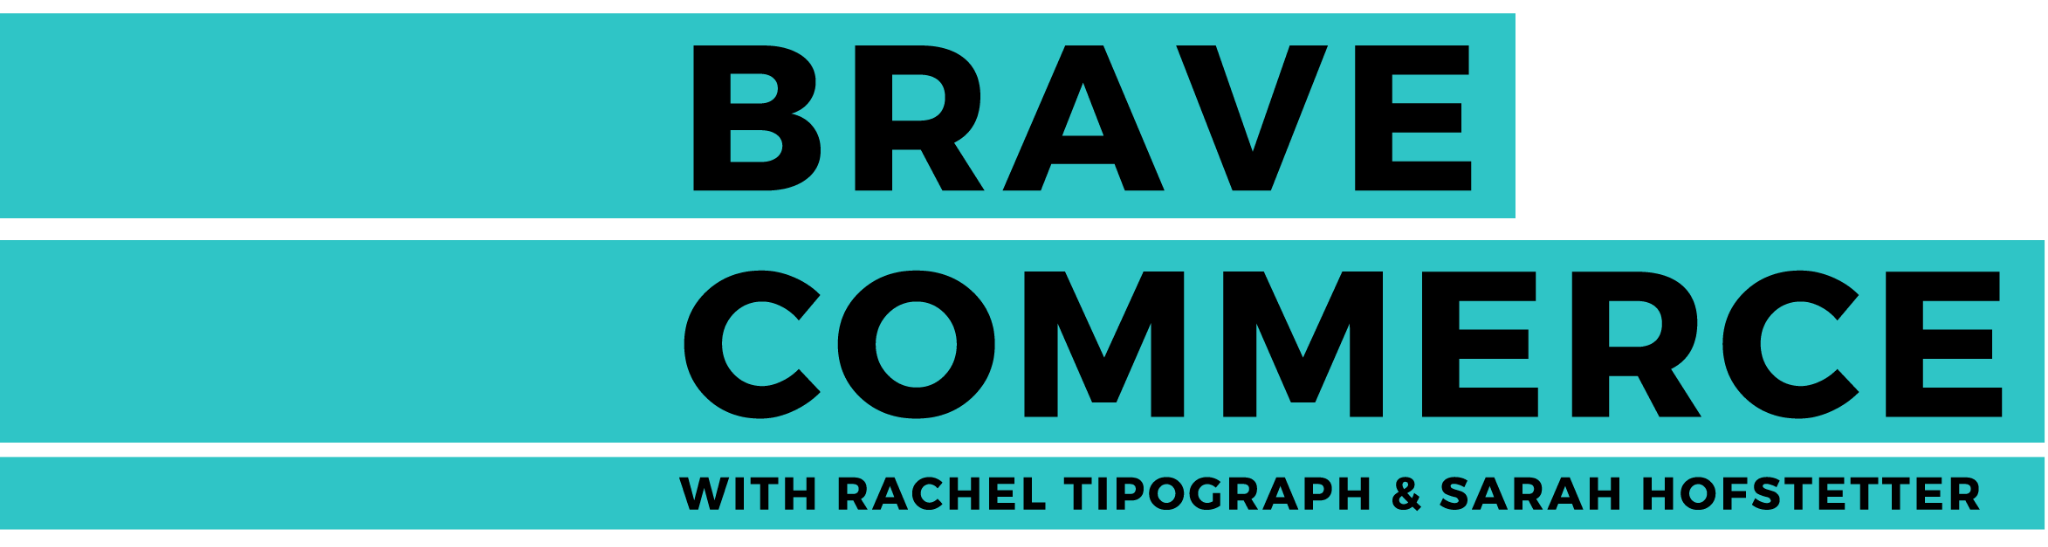 BRAVE
COMMERCE
WITH RACHEL TIPOGRAPH & SARAH HOFSTETTER